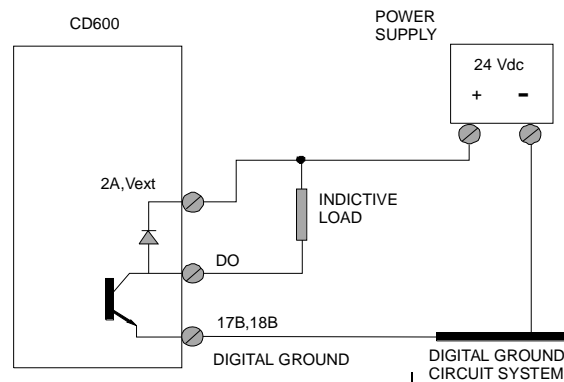 CD600
POWER
SUPPLY
24 Vdc
+ -
2A,Vext
INDICTIVE
LOAD
DO
17B,18B
DIGITAL GROUND
DIGITAL GROUND
CIRCUIT SYSTEM